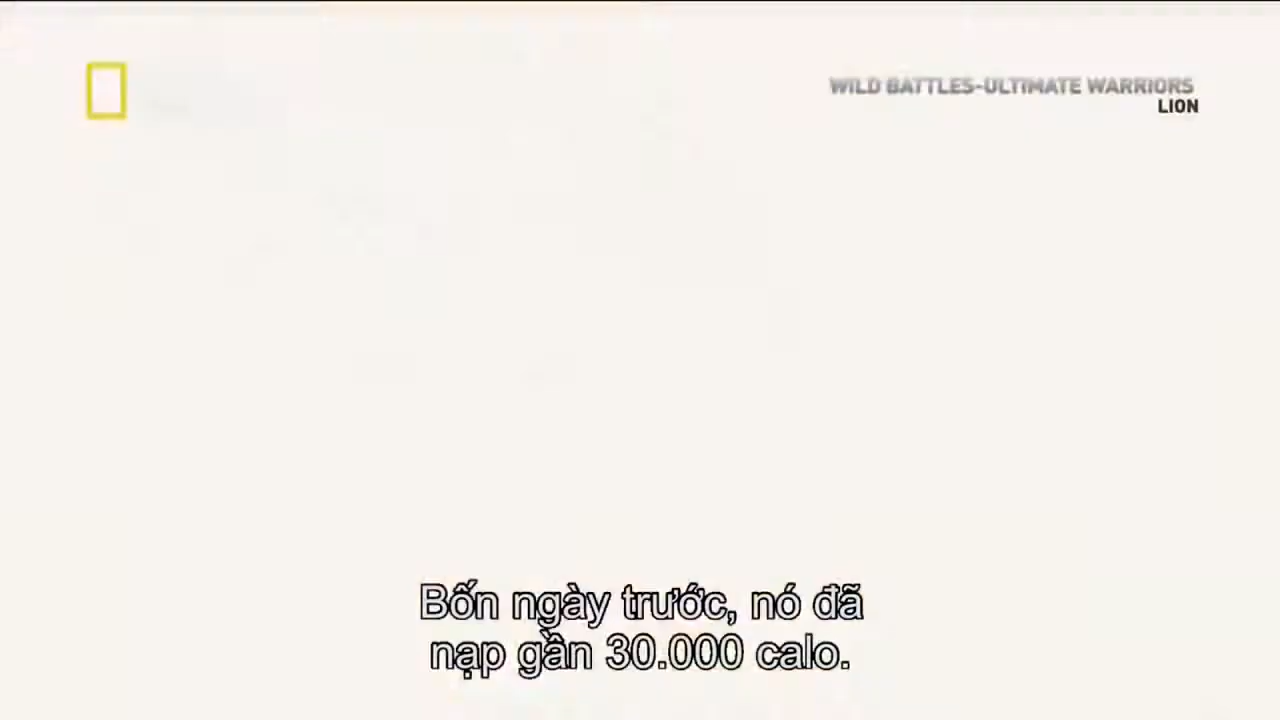 WILD BATTLES-ULTIMATE WARRIORS
LION
Bốn ngày trước, nó đã
nạp gần 30.000 calo.